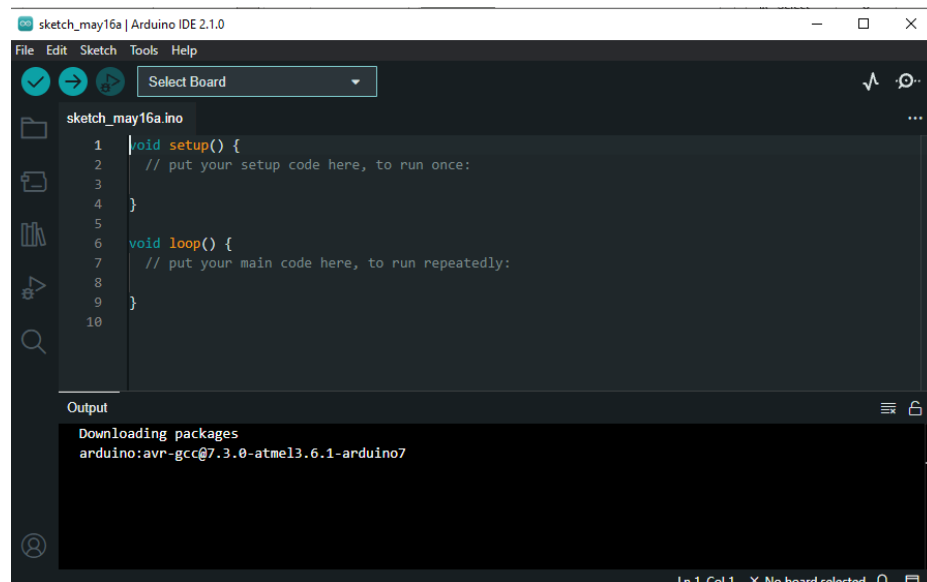 sketch_may16a | Arduino IDE 2.1.0
File Edit Sketch Tools Help
Select Board
sketch_may16a.ino
1 void setup() {
2 // put your setup code here, to run once:
3
4 }
5
6 void loop() {
7 // put your main code here, to run repeatedly:
8
9 }
10
Output
Downloading packages
arduino:avr-gcc@7.3.0-atmel3.6.1-arduino7
Ln 1, Col 1 X No board selected